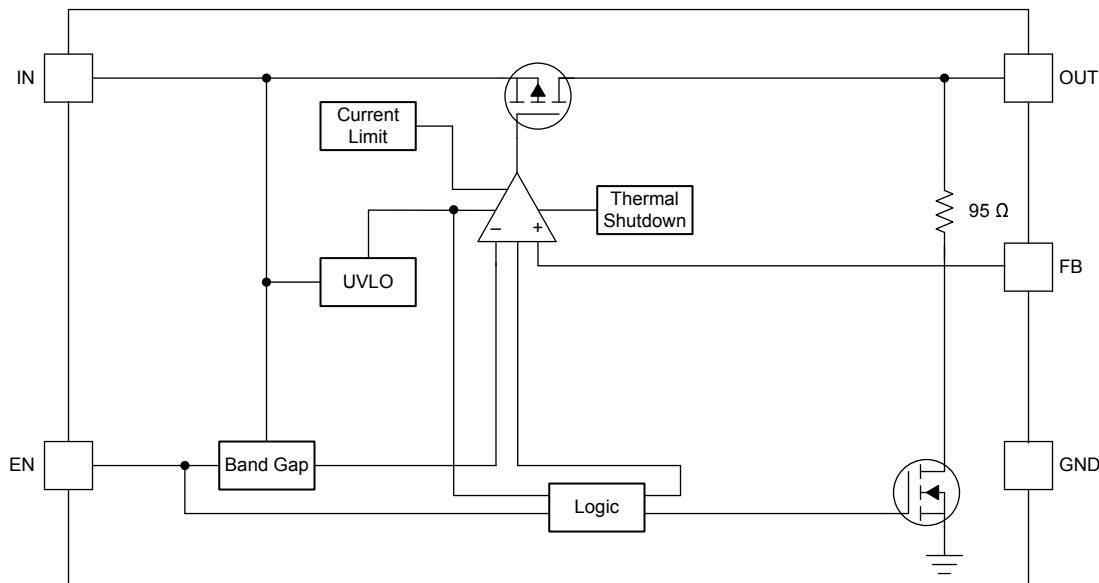 IN
OUT
Current
Limit
Thermal
Shutdown
95 Ω
− +
UVLO
FB
EN
Band Gap
GND
Logic